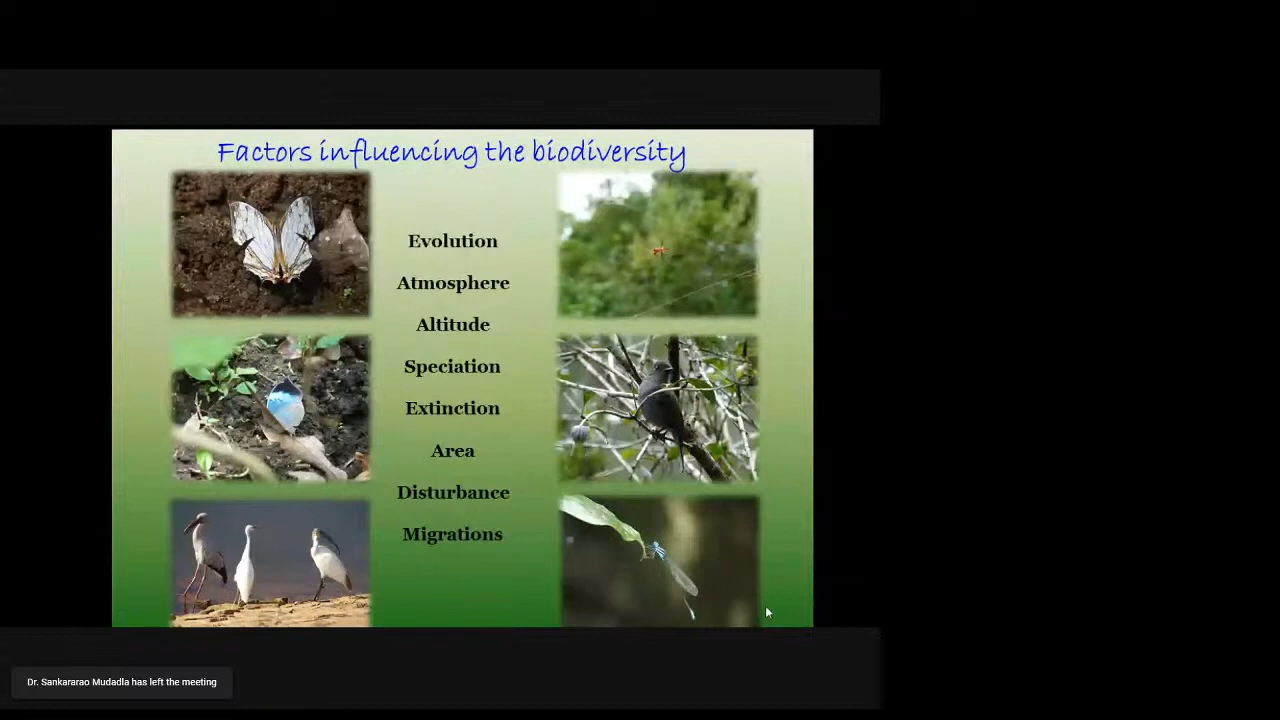 Factors influencing the biodiversity
Evolution
Atmosphere
Altitude
Speciation
Extinction
Area
Disturbance
Migrations
Dr. Sankararao Mudadla has left the meeting